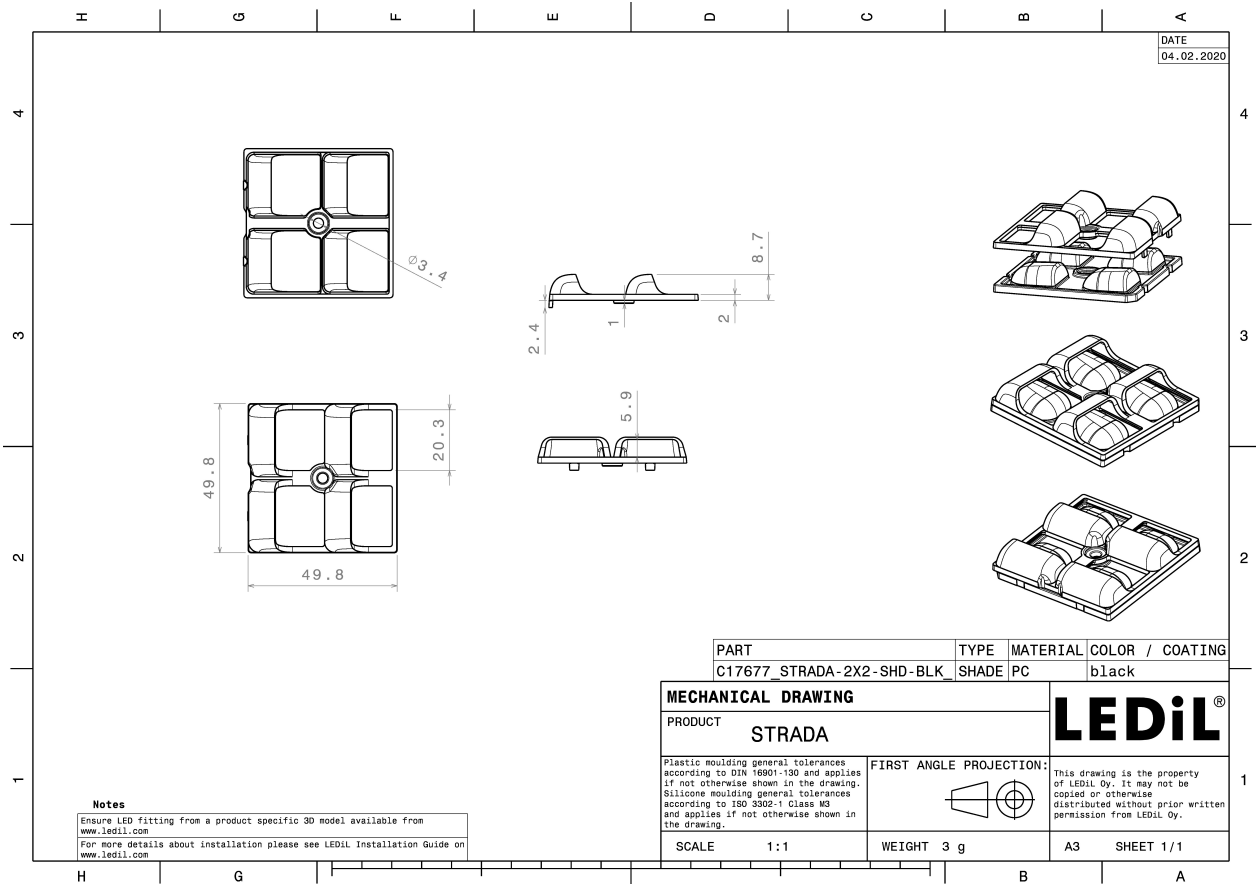 H G F E D C B A
DATE
04.02.2020
4 4
Ø3.4
8.7
2.4
1
2
3 3
5.9
20.3
49.8
49.8
2 2
PART TYPE MATERIAL COLOR / COATING
C17677_STRADA-2X2-SHD-BLK_ SHADE PC black
MECHANICAL DRAWING
LEDiL®
PRODUCT
STRADA
Plastic moulding general tolerances
according to DIN 16901-130 and applies
if not otherwise shown in the drawing.
Silicone moulding general tolerances
according to ISO 3302-1 Class M3
and applies if not otherwise shown in
the drawing.
FIRST ANGLE PROJECTION:
This drawing is the property
of LEDiL Oy. It may not be
copied or otherwise
distributed without prior written
permission from LEDiL Oy.
1 1
Notes
Ensure LED fitting from a product specific 3D model available from
www.ledil.com
For more details about installation please see LEDiL Installation Guide on
www.ledil.com
SCALE 1:1 WEIGHT 3 g A3 SHEET 1/1
H G B A